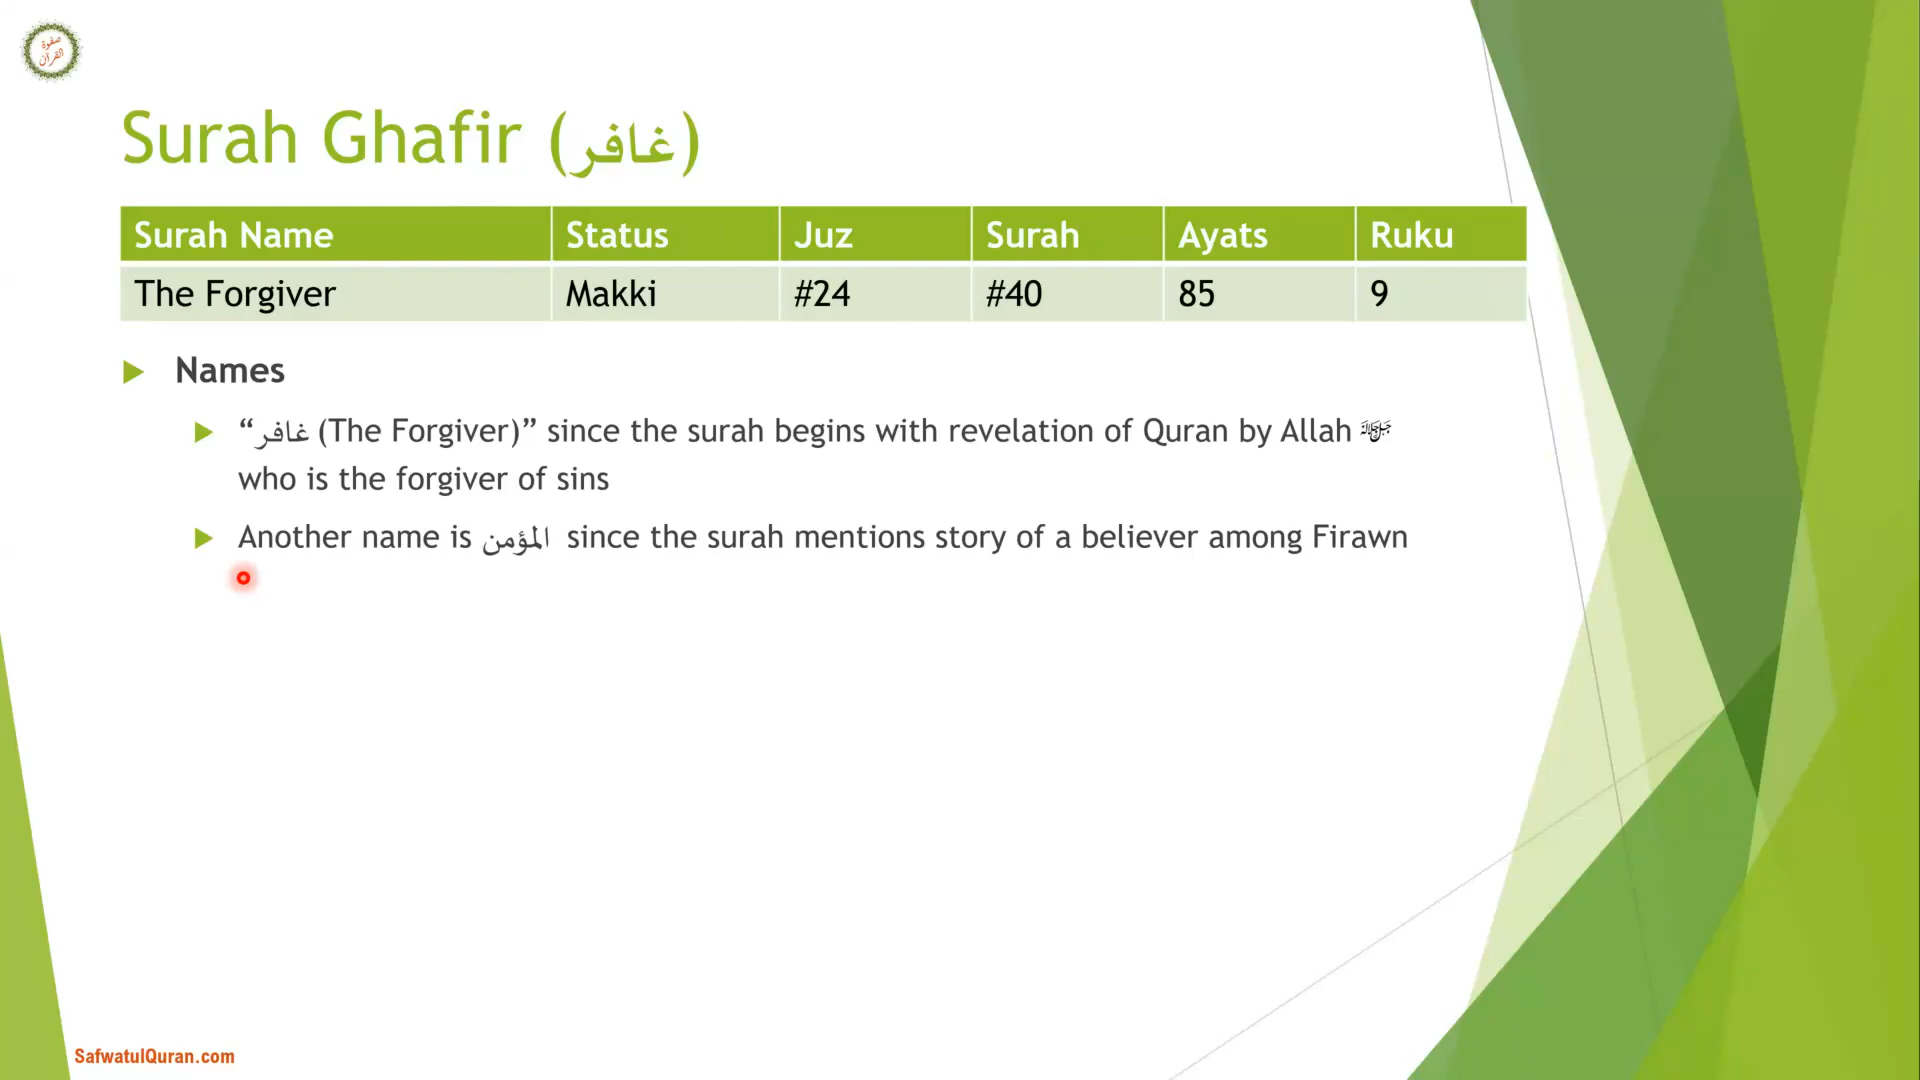 صفوة
القرآن
Surah Ghafir (غافر)
Surah Name Status Juz Surah Ayats Ruku
The Forgiver Makki #24 #40 85 9
Names
“غافر (The Forgiver)” since the surah begins with revelation of Quran by Allah ﷻ
who is the forgiver of sins
Another name is المؤمن since the surah mentions story of a believer among Firawn
SafwatulQuran.com